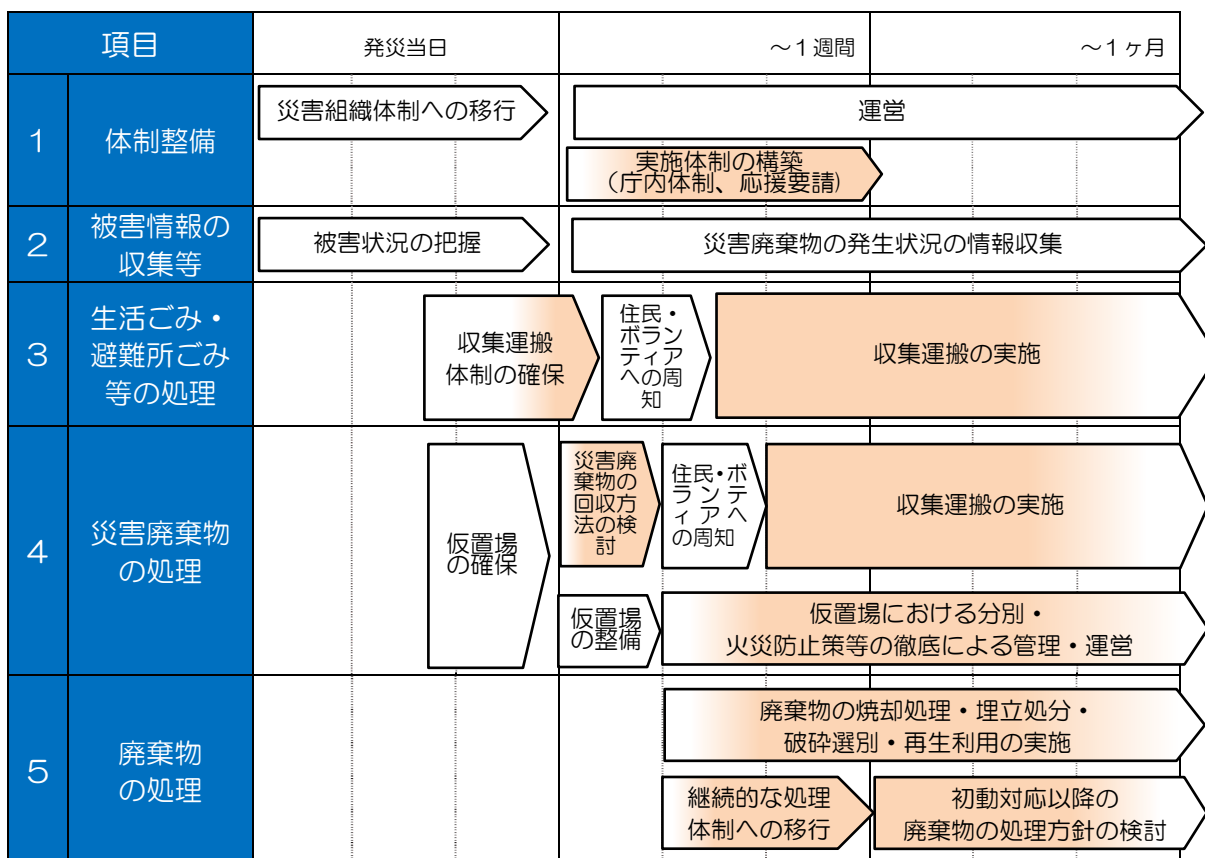 項目
発災当日
～1週間
～1ヶ月
1
体制整備
災害組織体制への移行
運営
実施体制の構築
（庁内体制、応援要請）
2
被害情報の
収集等
被害状況の把握
災害廃棄物の発生状況の情報収集
3
生活ごみ・
避難所ごみ
等の処理
収集運搬
体制の確保
住民・
ボラン
ティア
への周
知
収集運搬の実施
4
災害廃棄物
の処理
仮置場
の確保
災害廃
棄物の
回収方
法の検
討
住民・ボ
ランテ
ィアへ
の周知
収集運搬の実施
仮置場
の整備
仮置場における分別・
火災防止策等の徹底による管理・運営
5
廃棄物
の処理
廃棄物の焼却処理・埋立処分・
破砕選別・再生利用の実施
継続的な処理
体制への移行
初動対応以降の
廃棄物の処理方針の検討